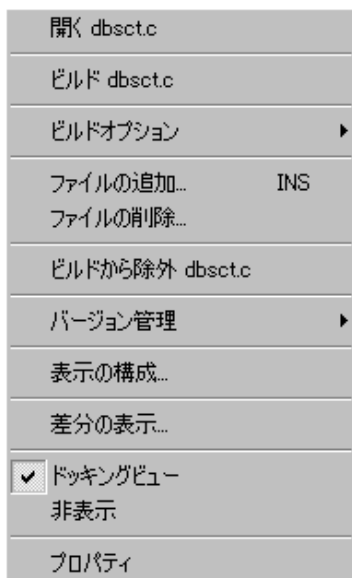 開く dbsct.c
ビルド dbsct.c
ビルドオプション
ファイルの追加... INS
ファイルの削除...
ビルドから除外 dbsct.c
バージョン管理
表示の構成...
差分の表示...
ドッキングビュー
非表示
プロパティ